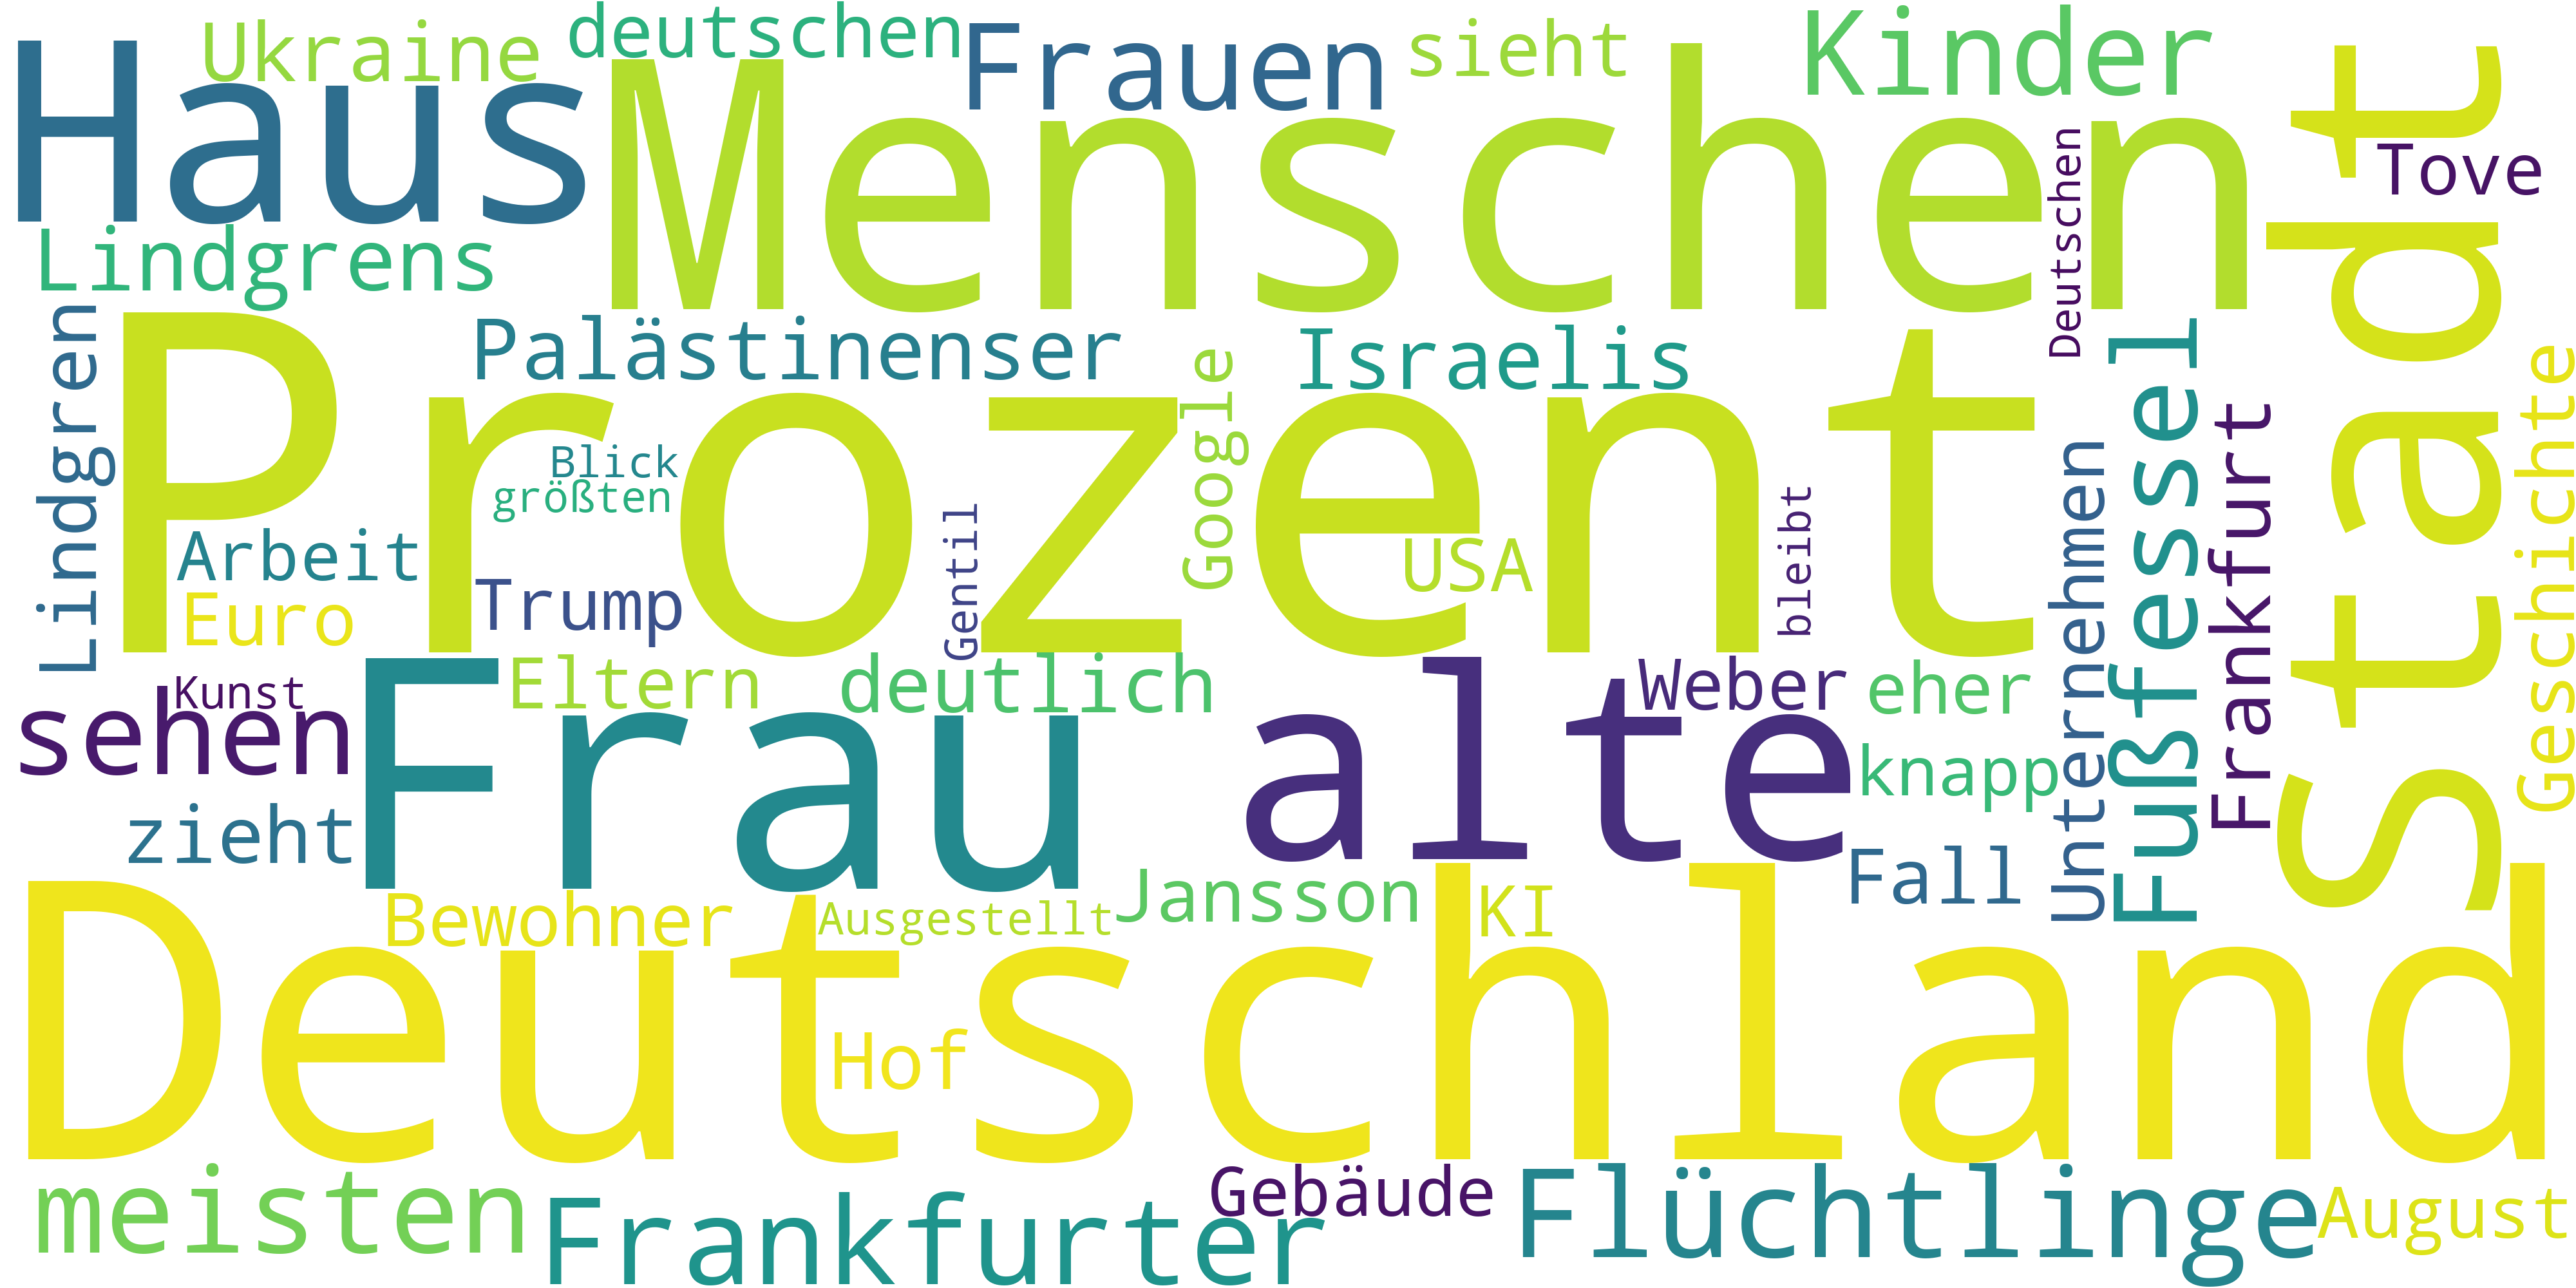 Haus
Ukraine
deutschen
Menschen
Frauen
sieht
Kinder
Stadt
Tove
Deutschen
Lindgrens
Lindgren
Palästinenser
Israelis
Prozent
Google
Fußfessel
Frankfurt
Geschichte
Unternehmen
Blick
größten
Arbeit
Euro
Trump
Gentil
USA
bleibt
Kunst
sehen
Eltern
deutlich
Frau
alte
Weber
eher
knapp
zieht
Fall
Bewohner
Ausgestellt
Jansson
KI
Deutschland
Hof
meisten
Frankfurter
Gebäude
Flüchtlinge
August